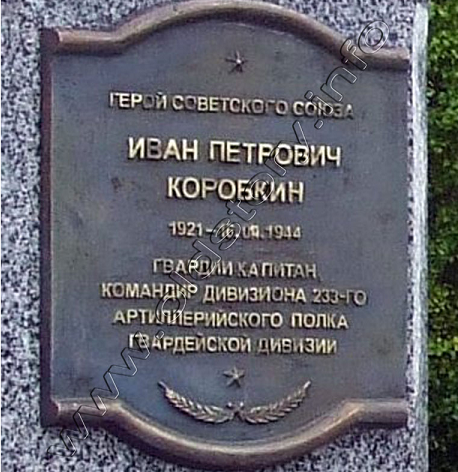 ГЕРОЙ СОВЕТСКОГО СОЮЗА
ИВАН ПЕТРОВИЧ
КОРОБКИН
1921 – 1944
ГВАРДИИ КАПИТАН,
КОМАНДИР ДИВИЗИОНА 233-ГО
АРТИЛЛЕРИЙСКОГО ПОЛКА
ГВАРДЕЙСКОЙ ДИВИЗИИ